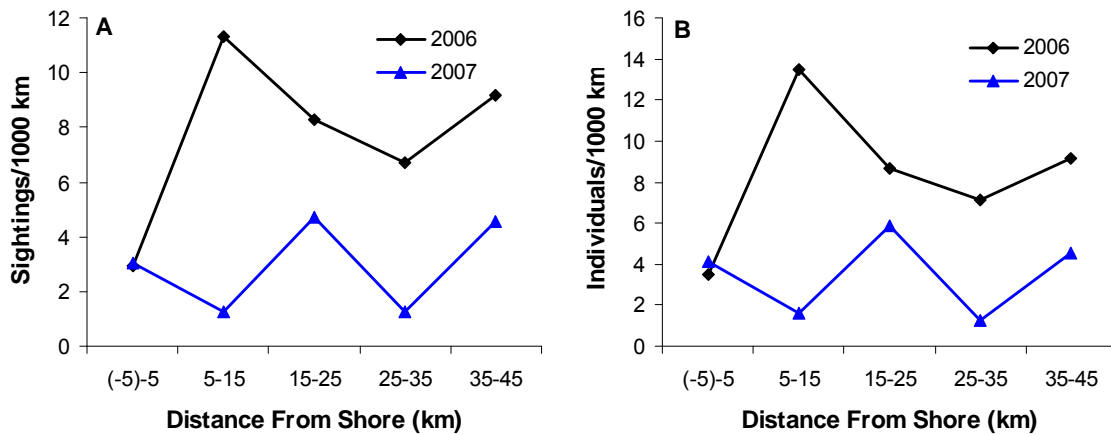 A
2006
2007
Sightings/1000 km
12
10
8
6
4
2
0
(-5)-5 5-15 15-25 25-35 35-45
Distance From Shore (km)
B
2006
2007
Individuals/1000 km
16
14
12
10
8
6
4
2
0
(-5)-5 5-15 15-25 25-35 35-45
Distance From Shore (km)